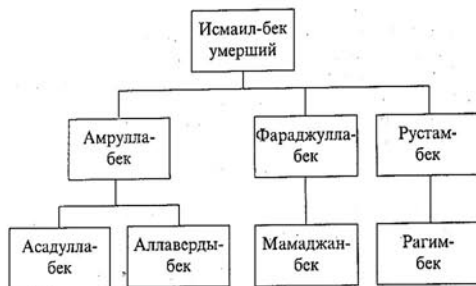 Исмаил-бек
умерший
Амрулла-
бек
Фараджулла-
бек
Рустам-
бек
Асадулла-
бек
Аллаверды-
бек
Мамаджан-
бек
Рагим-
бек